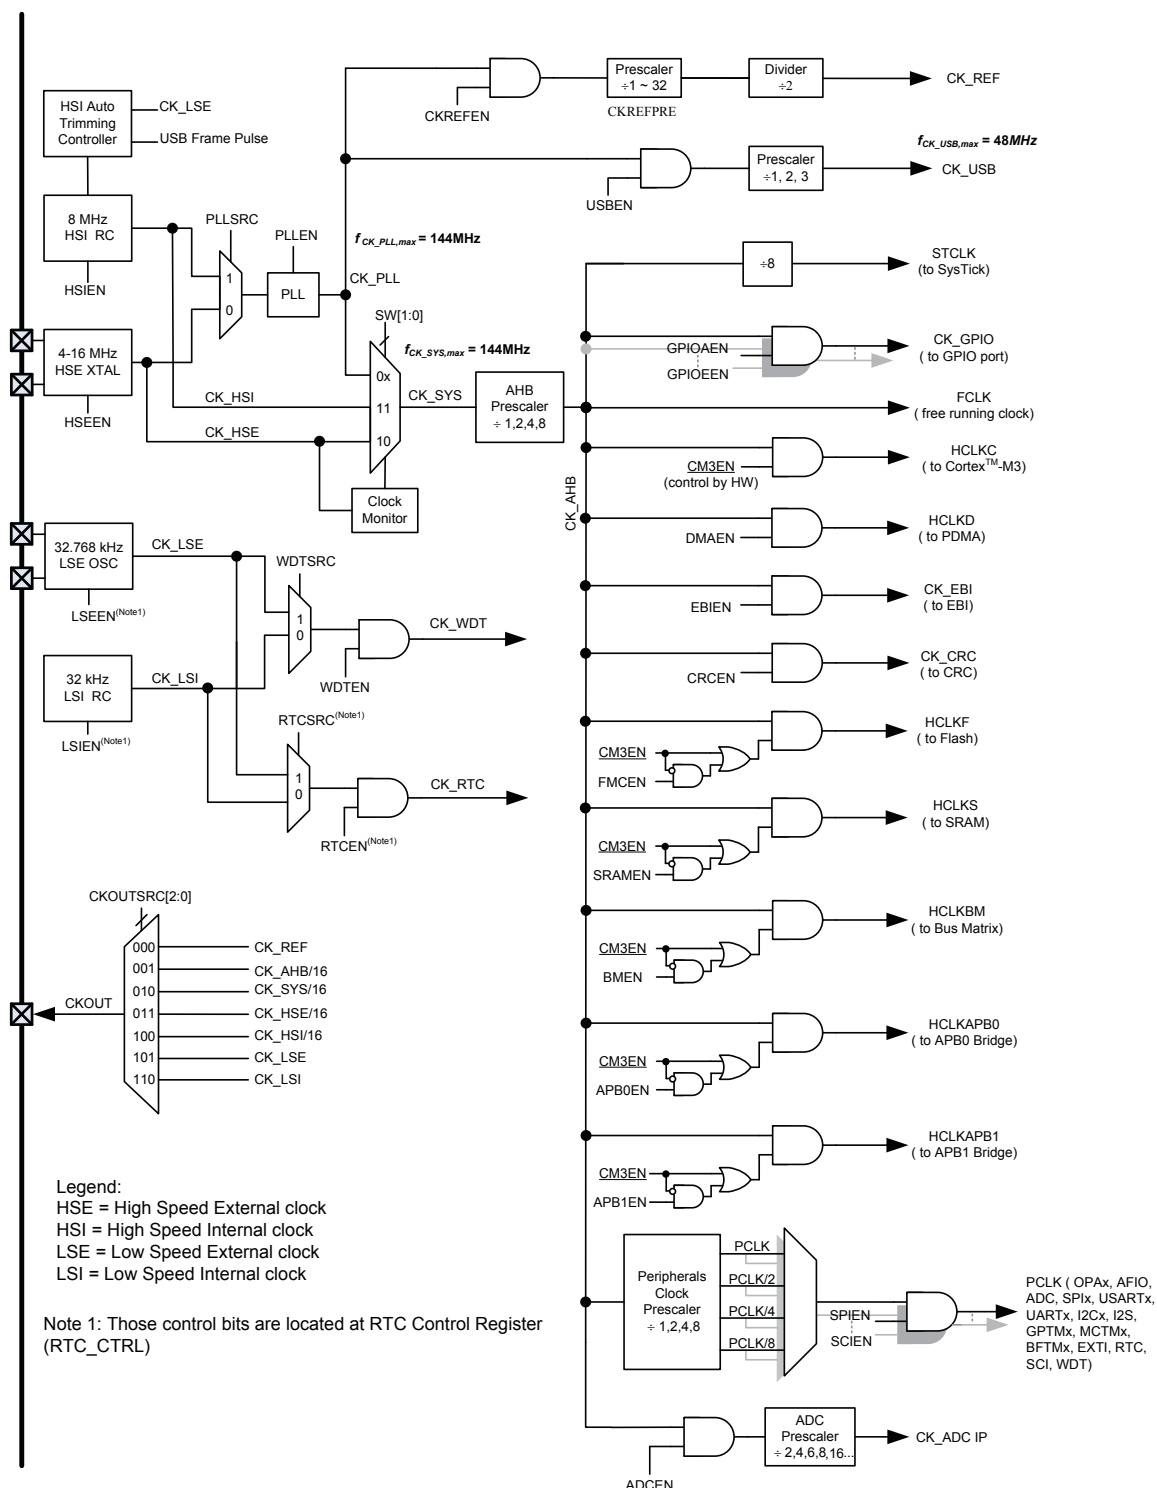 HSI Auto
Trimming
Controller
CK_LSE
USB Frame Pulse
CKREFEN
Prescaler
÷1 ~ 32
CKREFPRE
Divider
÷2
CK_REF
fCK_USB,max = 48MHz
USBEN
Prescaler
÷1, 2, 3
CK_USB
8 MHz
HSI RC
HSIEN
PLLSRC
1
0
PLLEN
PLL
fCK_PLL,max = 144MHz
CK_PLL
4-16 MHz
HSE XTAL
HSEEN
CK_HSI
CK_HSE
SW[1:0]
fCK_SYS,max = 144MHz
0x
11
10
CK_SYS
AHB
Prescaler
÷ 1,2,4,8
Clock
Monitor
CK_AHB
÷8
STCLK
(to SysTick)
GPIOAEN
GPIOEEN
CK_GPIO
( to GPIO port)
FCLK
( free running clock)
CM3EN
(control by HW)
HCLKC
( to CortexTM-M3)
DMAEN
HCLKD
( to PDMA)
EBIEN
CK_EBI
( to EBI)
CRCEN
CK_CRC
( to CRC)
CM3EN
FMCEN
HCLKF
( to Flash)
CM3EN
SRAMEN
HCLKS
( to SRAM)
CM3EN
BMEN
HCLKBM
( to Bus Matrix)
CM3EN
APB0EN
HCLKAPB0
( to APB0 Bridge)
CM3EN
APB1EN
HCLKAPB1
( to APB1 Bridge)
32.768 kHz
LSE OSC
LSEEN(Note1)
CK_LSE
WDTSRC
1
0
WDTEN
CK_WDT
32 kHz
LSI RC
LSIEN(Note1)
CK_LSI
RTCSRC(Note1)
1
0
RTCEN(Note1)
CK_RTC
CKOUTSRC[2:0]
CKOUT
000 CK_REF
001 CK_AHB/16
010 CK_SYS/16
011 CK_HSE/16
100 CK_HSI/16
101 CK_LSE
110 CK_LSI
Legend:
HSE = High Speed External clock
HSI = High Speed Internal clock
LSE = Low Speed External clock
LSI = Low Speed Internal clock
Note 1: Those control bits are located at RTC Control Register
(RTC_CTRL)
Peripherals
Clock
Prescaler
÷ 1,2,4,8
PCLK
PCLK/2
PCLK/4
PCLK/8
SPIEN
SCIEN
PCLK ( OPAx, AFIO,
ADC, SPIx, USARTx,
UARTx, I2Cx, I2S,
GPTMx, MCTMx,
BFTMx, EXTI, RTC,
SCI, WDT)
ADCEN
ADC
Prescaler
÷ 2,4,6,8,16...
CK_ADC IP